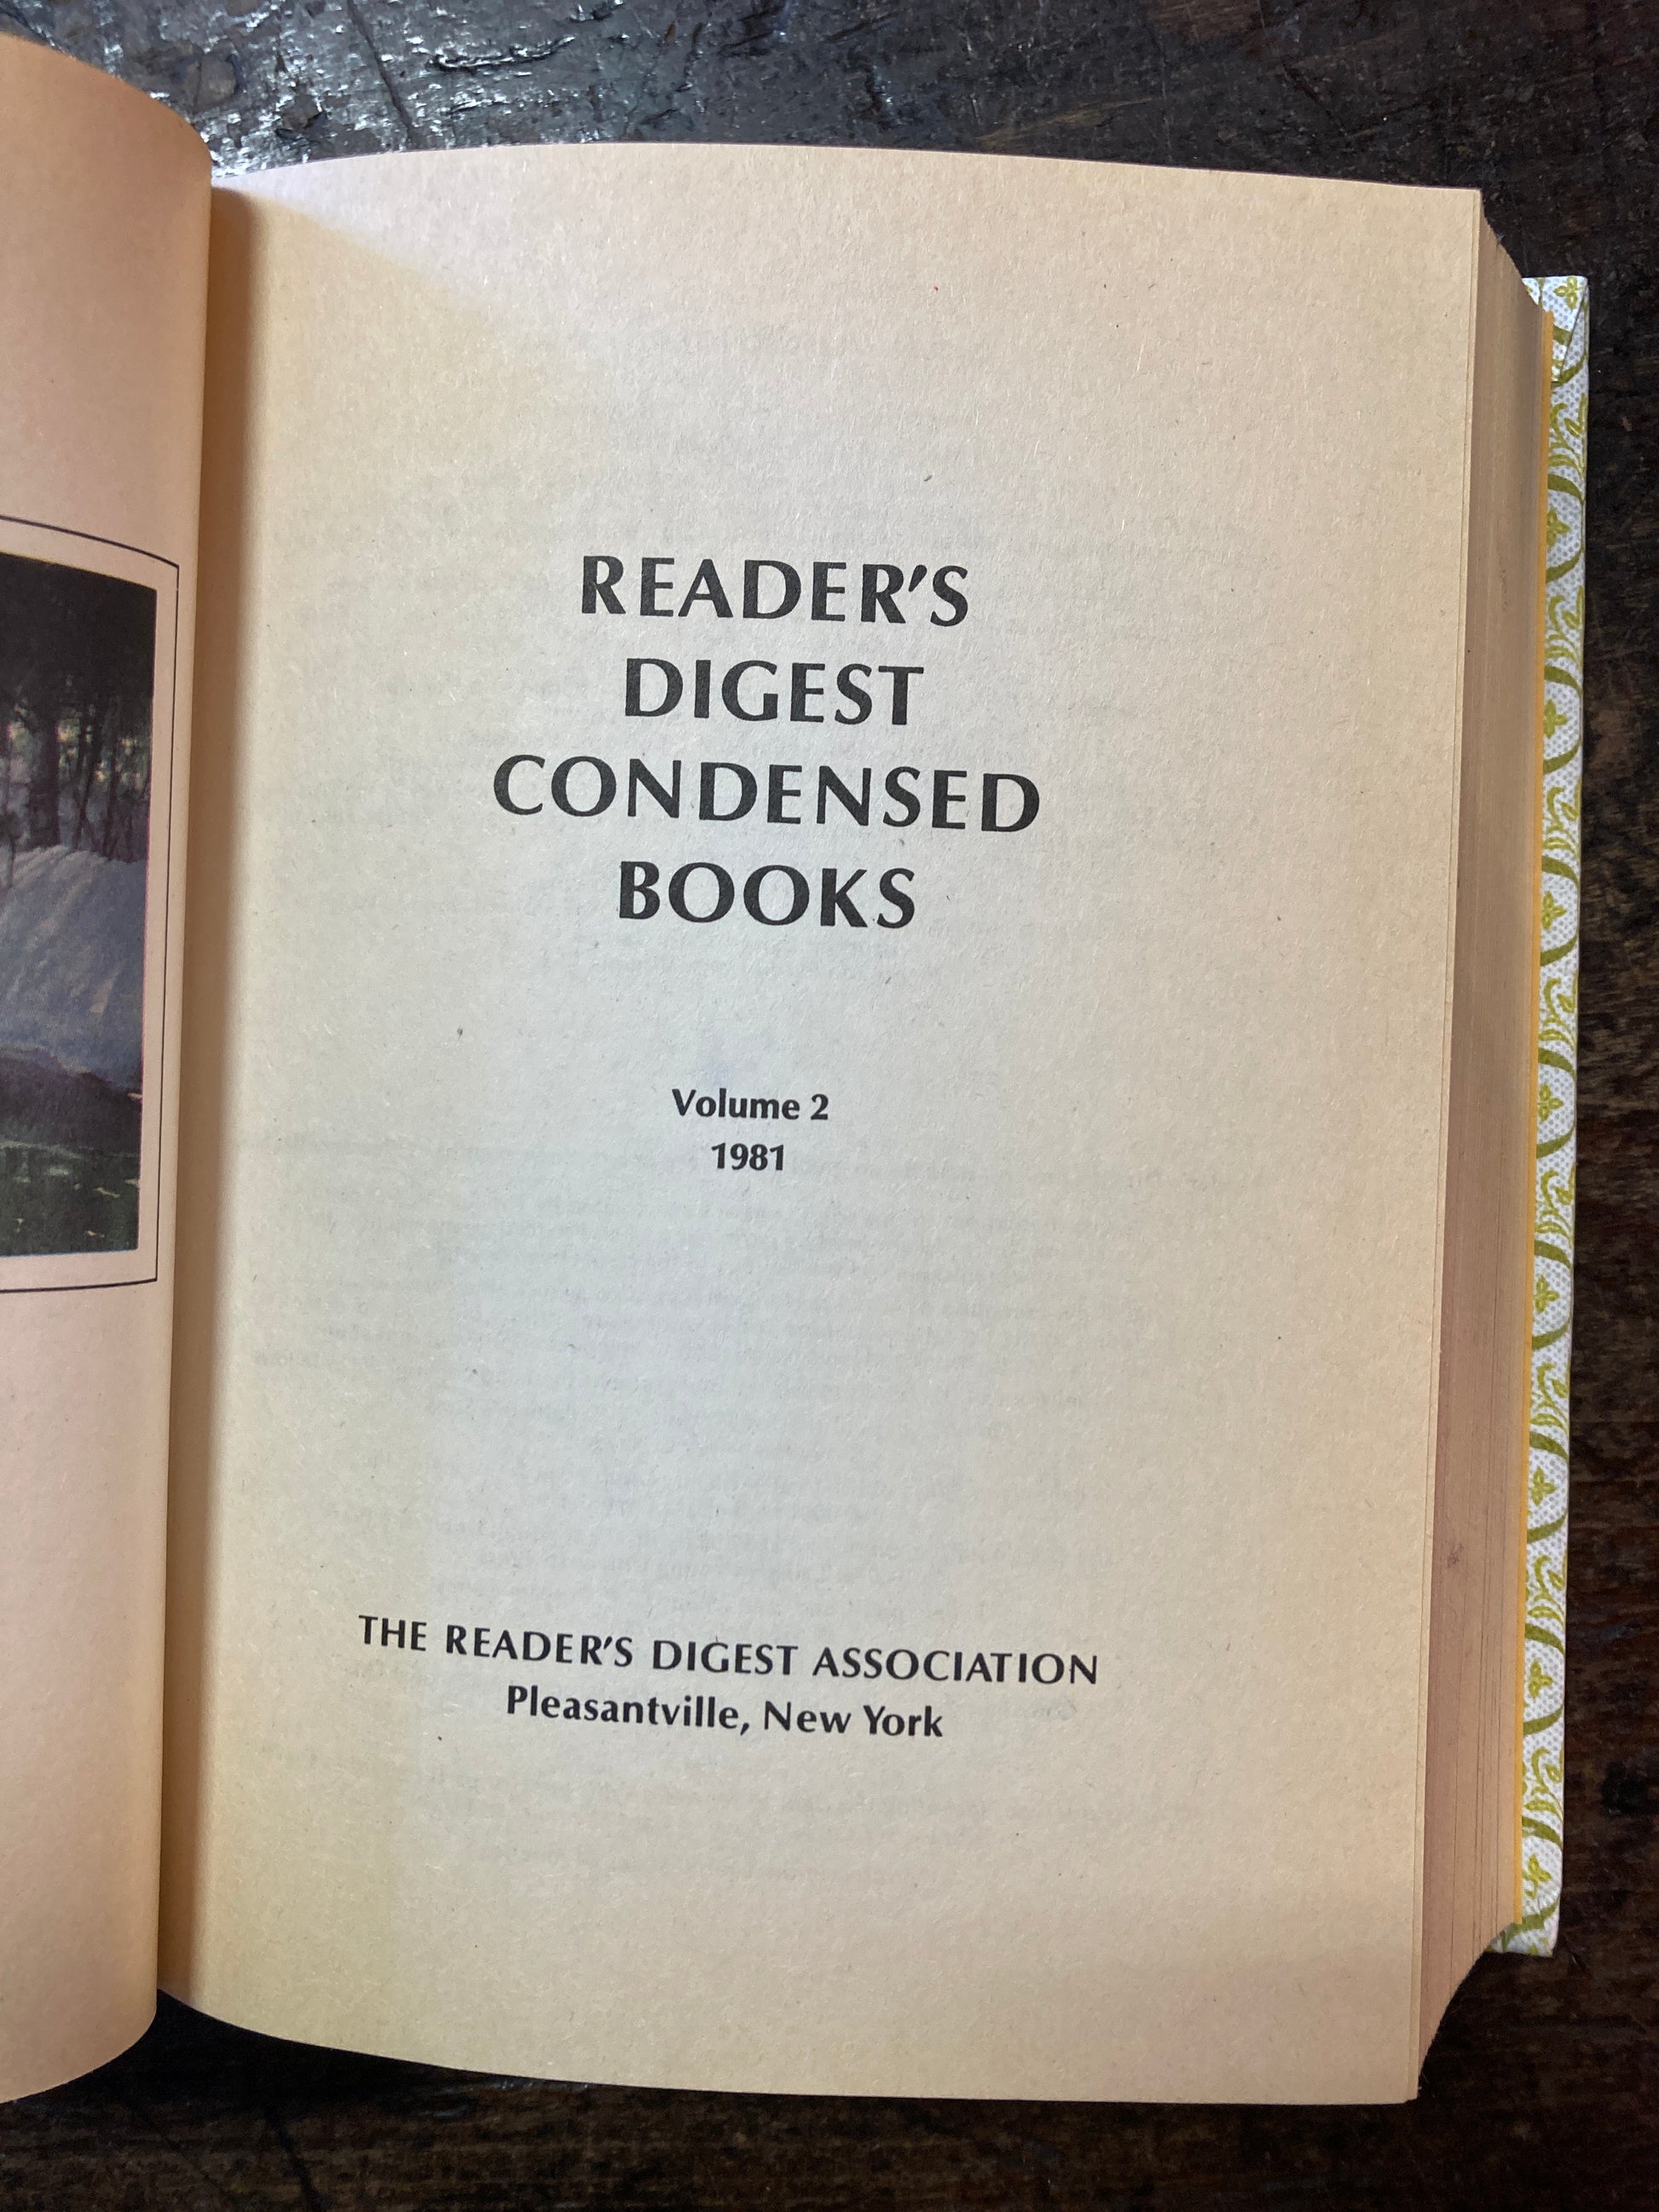 READER’S
DIGEST
CONDENSED
BOOKS
Volume 2
1981
THE READER’S DIGEST ASSOCIATION
Pleasantville, New York